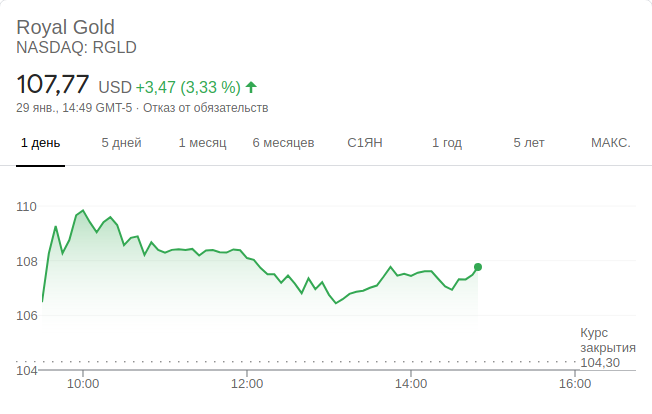 Royal Gold
NASDAQ: RGLD
107,77 USD +3,47 (3,33 %)
29 янв., 14:49 GMT-5 · Отказ от обязательств
1 день 5 дней 1 месяц 6 месяцев С1ЯН 1 год 5 лет МАКС.
110
108
106
Курс
закрытия
104,30
104
10:00 12:00 14:00 16:00